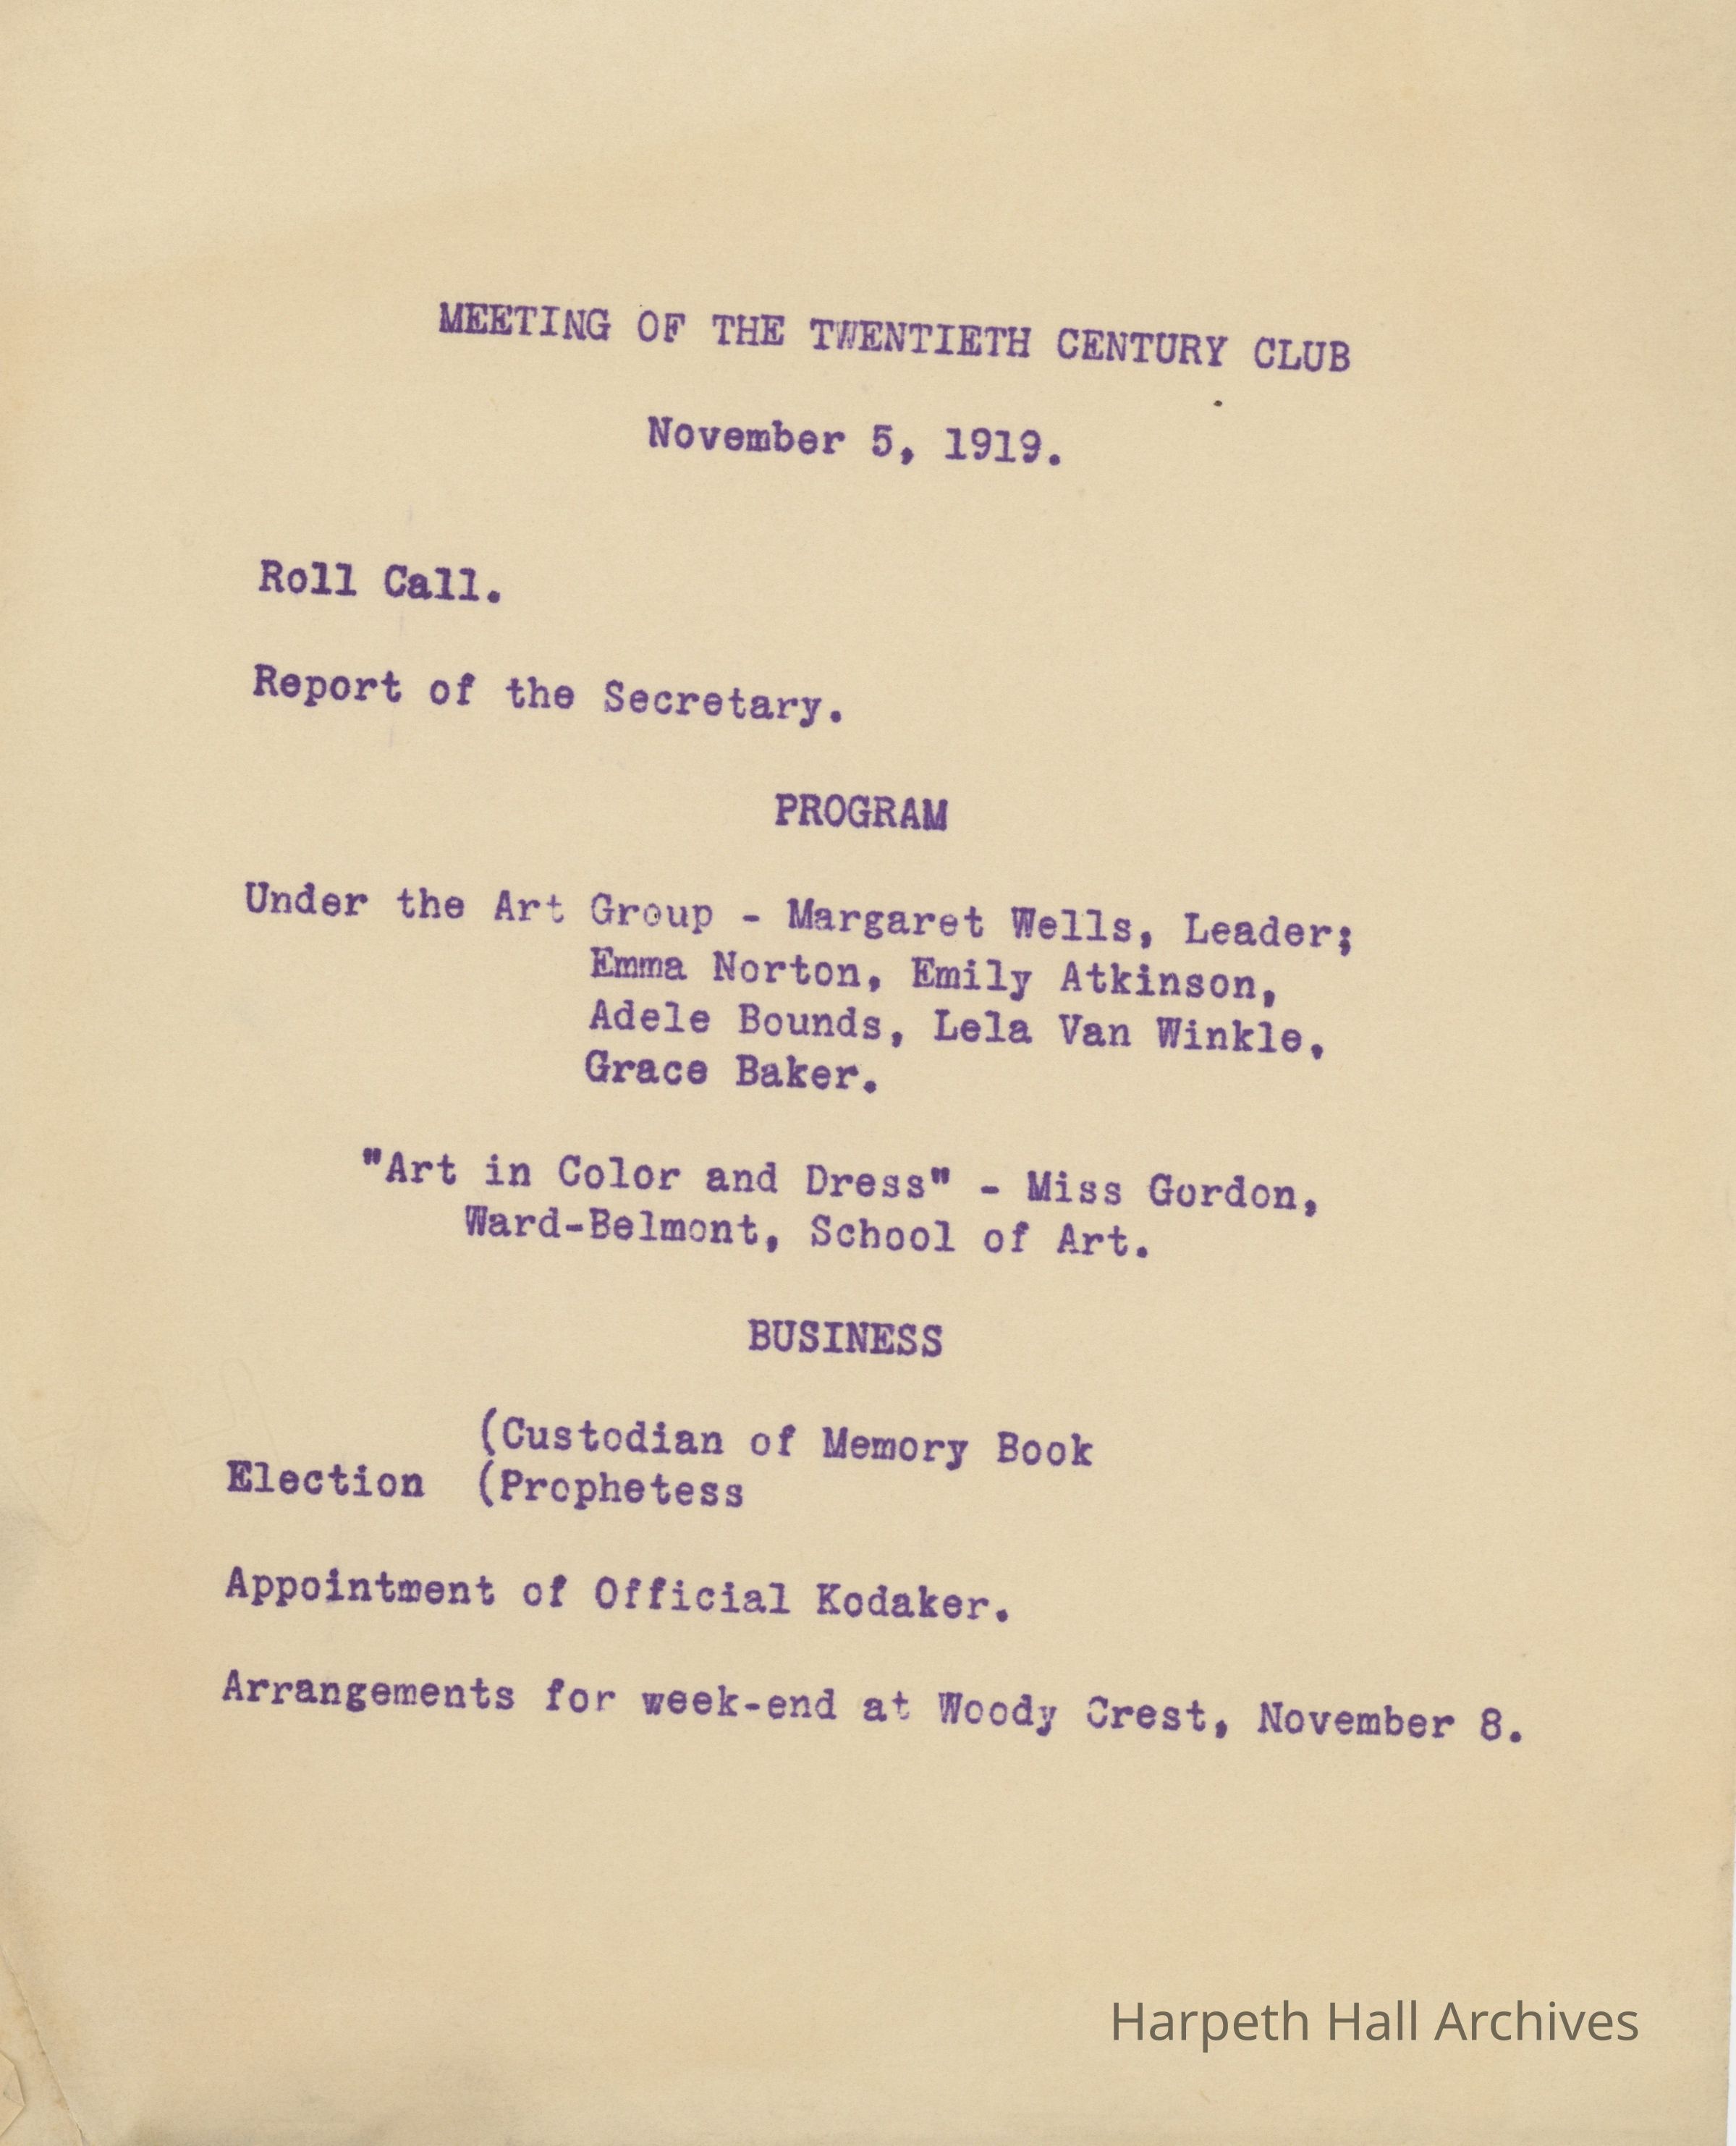 MEETING OF THE TWENTIETH CENTURY CLUB
November 5, 1919.
Roll Call.
Report of the Secretary.
PROGRAM
Under the Art Group - Margaret Wells, Leader;
Emma Norton, Emily Atkinson,
Adele Bounds, Lela Van Winkle,
Grace Baker.
"Art in Color and Dress" - Miss Gordon,
Ward-Belmont, School of Art.
BUSINESS
(Custodian of Memory Book
Election (Prophetess
Appointment of Official Kodaker.
Arrangements for week-end at Woody Crest, November 8.
Harpeth Hall Archives